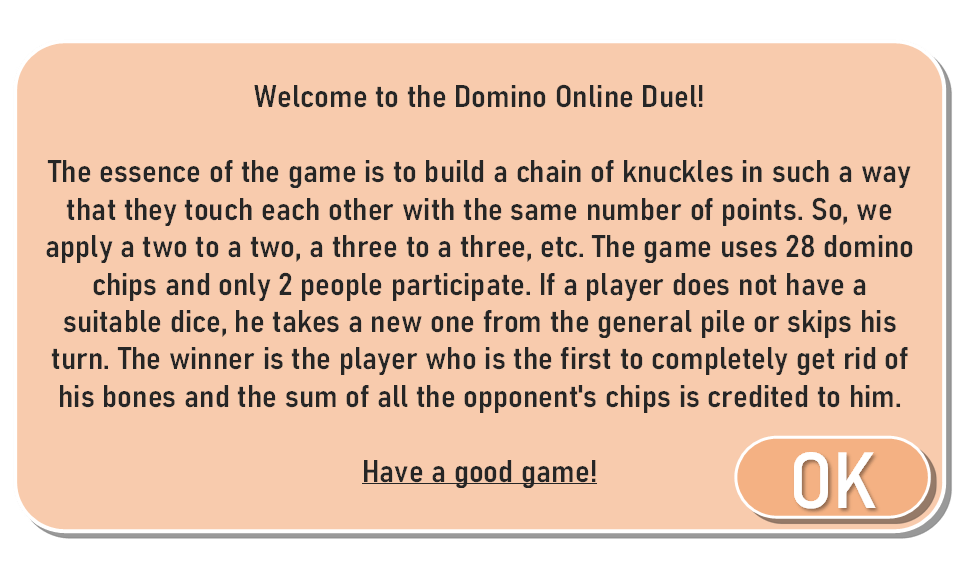 Welcome to the Domino Online Duel!
The essence of the game is to build a chain of knuckles in such a way
that they touch each other with the same number of points. So, we
apply a two to a two, a three to a three, etc. The game uses 28 domino
chips and only 2 people participate. If a player does not have a
suitable dice, he takes a new one from the general pile or skips his
turn. The winner is the player who is the first to completely get rid of
his bones and the sum of all the opponent's chips is credited to him.
Have a good game!
OK